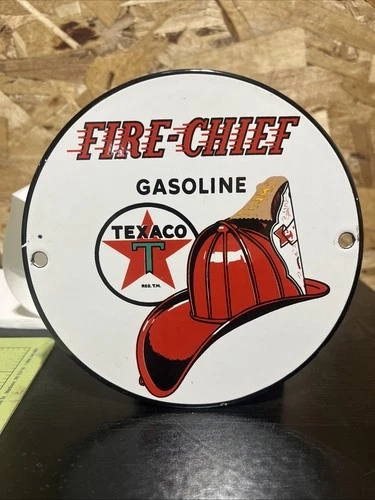 FIRE-CHIEF
GASOLINE
TEXACO
T
REG. T.M.